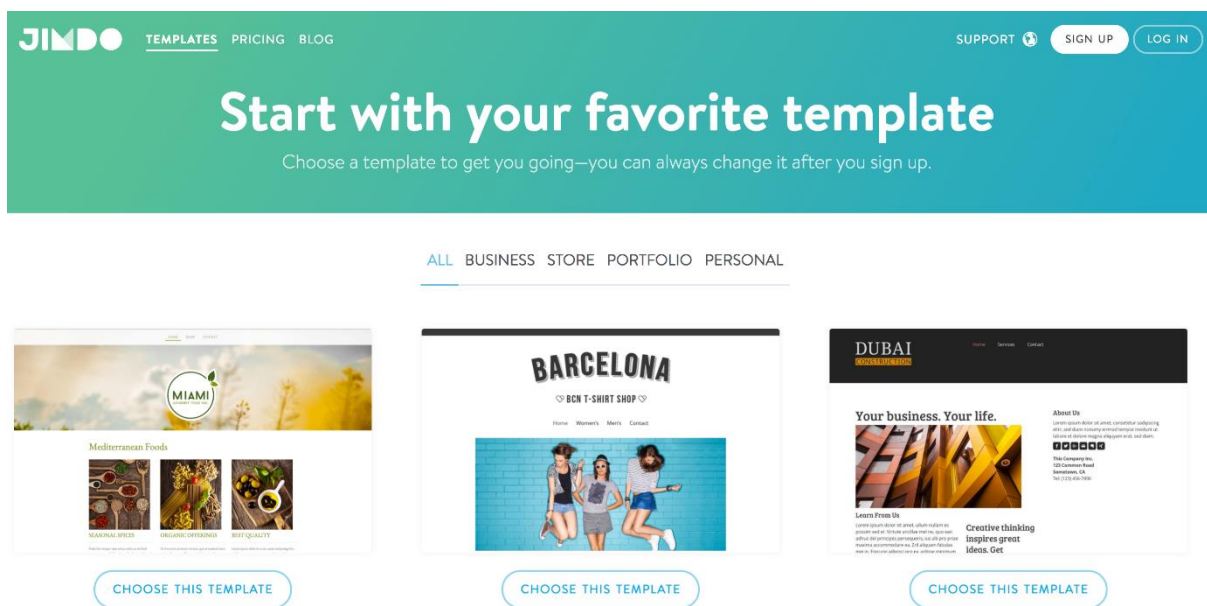 JIMDO
TEMPLATES PRICING BLOG
SUPPORT
SIGN UP
LOG IN
Start with your favorite template
Choose a template to get you going—you can always change it after you sign up.
ALL BUSINESS STORE PORTFOLIO PERSONAL
MIAMI
Mediterranean Foods
SEASONAL SPICES
ORGANIC OFFERINGS
BEST QUALITY
CHOOSE THIS TEMPLATE
BARCELONA
BCN T-SHIRT SHOP
Home Women's Men's Contact
CHOOSE THIS TEMPLATE
DUBAI
CONSTRUCTION
Home Services Contact
Your business. Your life.
Learn From Us
Creative thinking
inspires great
ideas. Get
About Us
This Company Inc.
123 Common Road
Sometown, CA
CHOOSE THIS TEMPLATE